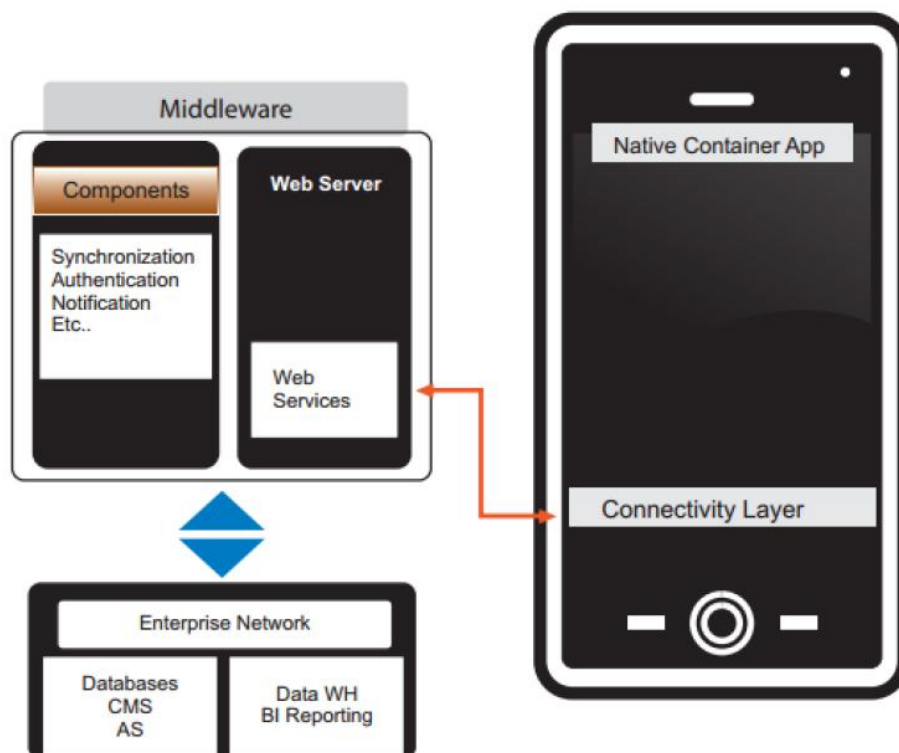 Middleware
Components
Synchronization
Authentication
Notification
Etc..
Web Server
Web
Services
Native Container App
Connectivity Layer
Enterprise Network
Databases
CMS
AS
Data WH
BI Reporting